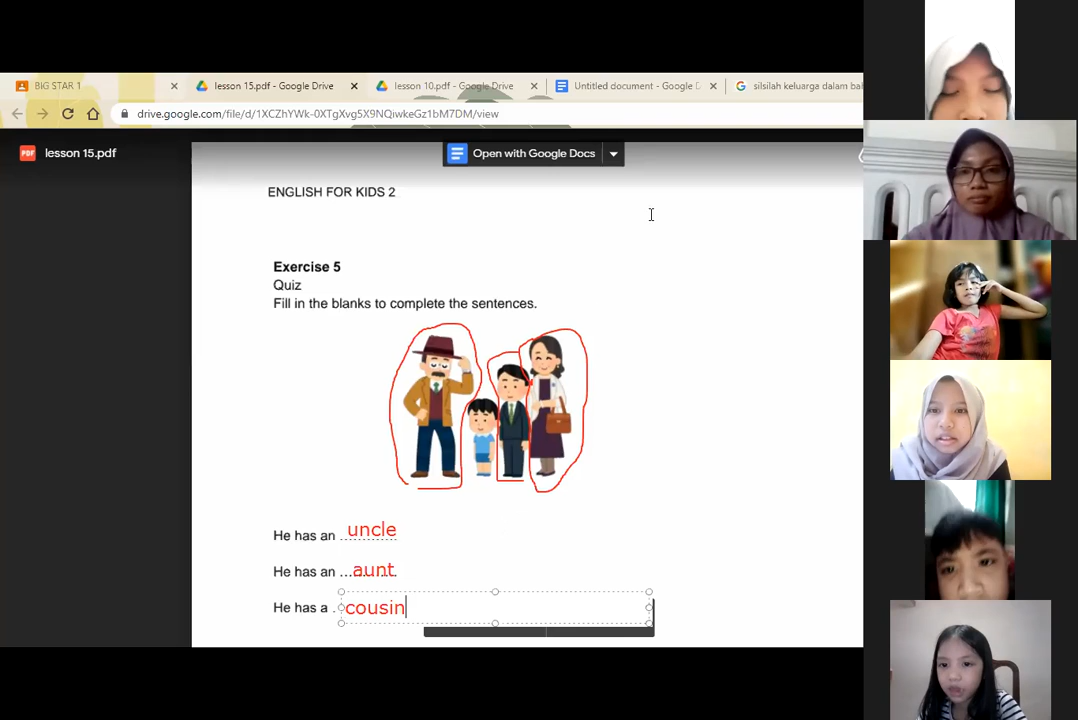 BIG STAR 1
lesson 15.pdf - Google Drive
lesson 10.pdf - Google Drive
Untitled document - Google D
silsilah keluarga dalam bah
drive.google.com/file/d/1XCZhYWk-0XTgXvg5X9NQiwkeGz1bM7DM/view
PDF lesson 15.pdf
Open with Google Docs
ENGLISH FOR KIDS 2
Exercise 5
Quiz
Fill in the blanks to complete the sentences.
He has an uncle
He has an ...aunt
He has a . cousin